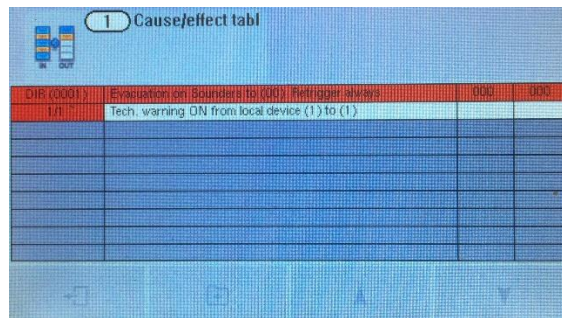 1 Cause/effect tabl
IN OUT
DIR (0001) Evacuation on Sounders to (00) Retrigger always 000 000
1/1 Tech. warning ON from local device (1) to (1)